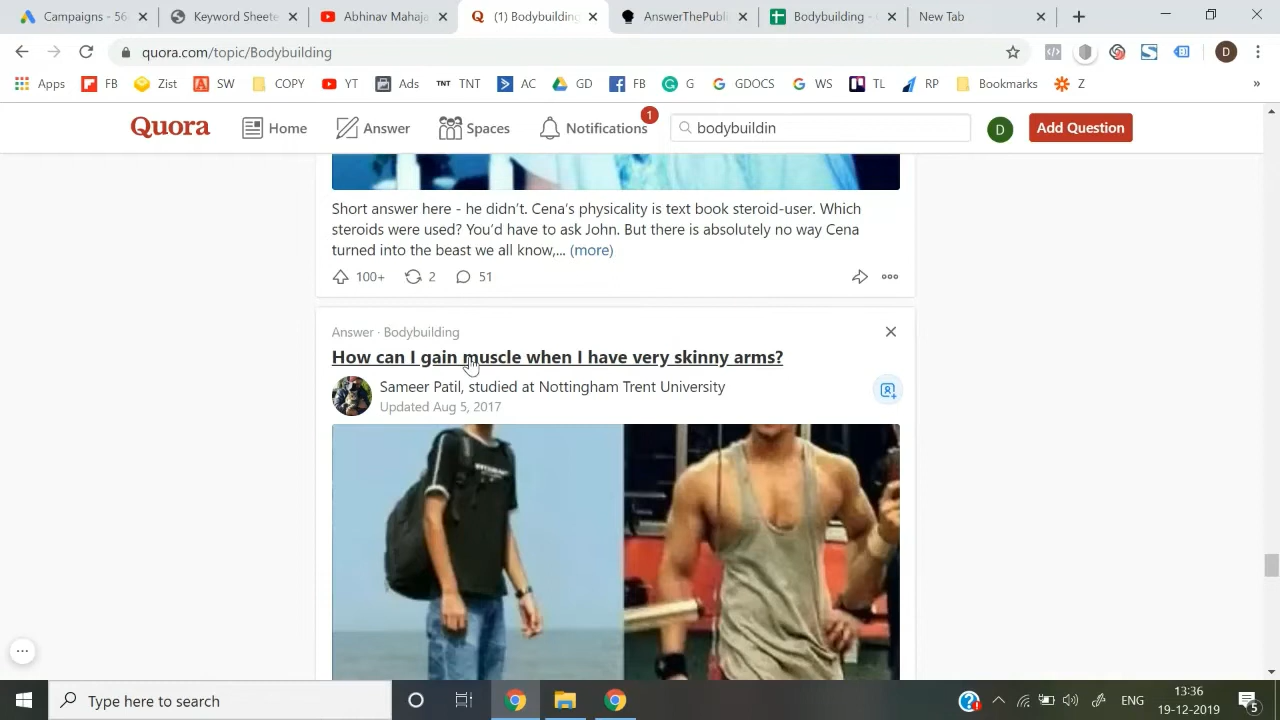 Campaigns - 56
Keyword Sheete
Abhinav Mahaja
(1) Bodybuilding
AnswerThePubl
Bodybuilding -
New Tab
quora.com/topic/Bodybuilding
D
Apps
FB
Zist
SW
COPY
YT
Ads
TNT TNT
AC
GD
FB
G
GDOCS
WS
TL
RP
Bookmarks
Z
»
Quora
Home
Answer
Spaces
Notifications
1
bodybuildin
D
Add Question
Short answer here - he didn't. Cena's physicality is text book steroid-user. Which
steroids were used? You'd have to ask John. But there is absolutely no way Cena
turned into the beast we all know,... (more)
100+
2
51
Answer · Bodybuilding
How can I gain muscle when I have very skinny arms?
Sameer Patil, studied at Nottingham Trent University
Updated Aug 5, 2017
Type here to search
ENG
13:36
19-12-2019
5